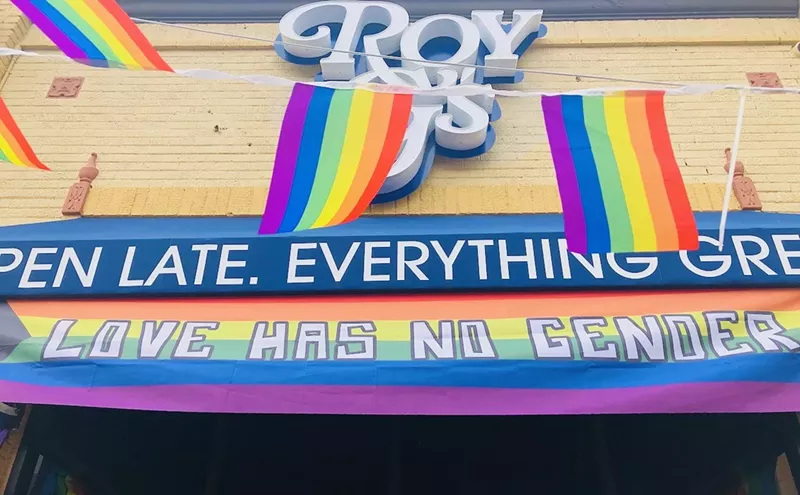 ROY
G's
PEN LATE. EVERYTHING GRE
LOVE HAS NO GENDER